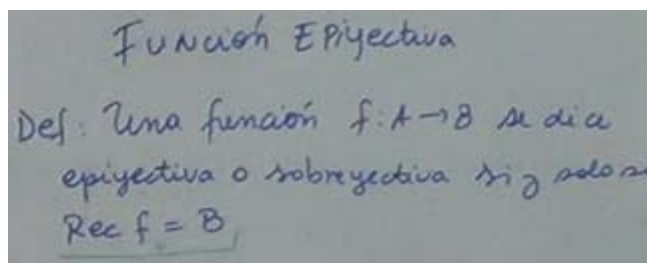 Función Epiyectiva
Def: Una función f: A → B se dice
epiyectiva o sobreyectiva si y solo si
Rec f = B